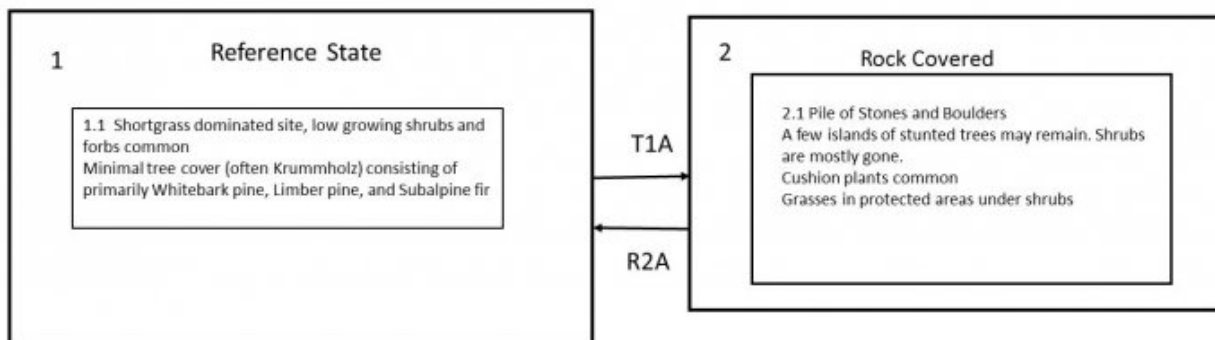 1
Reference State
1.1 Shortgrass dominated site, low growing shrubs and
forbs common
Minimal tree cover (often Krummholz) consisting of
primarily Whitebark pine, Limber pine, and Subalpine fir
T1A
R2A
2
Rock Covered
2.1 Pile of Stones and Boulders
A few islands of stunted trees may remain. Shrubs
are mostly gone.
Cushion plants common
Grasses in protected areas under shrubs